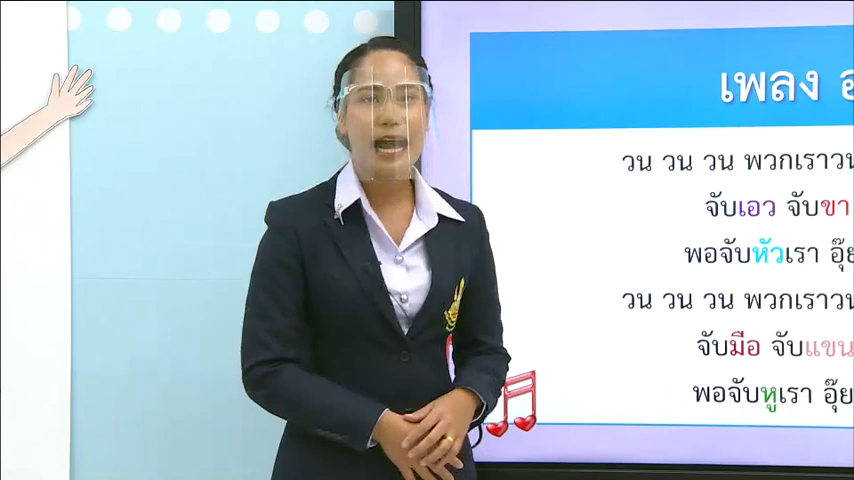 เพลง
วน วน วน พวกเราวน
จับเอว จับขา
พอจับหัวเรา อุ๊ย
วน วน วน พวกเราวน
จับมือ จับแขน
พอจับหูเรา อุ๊ย